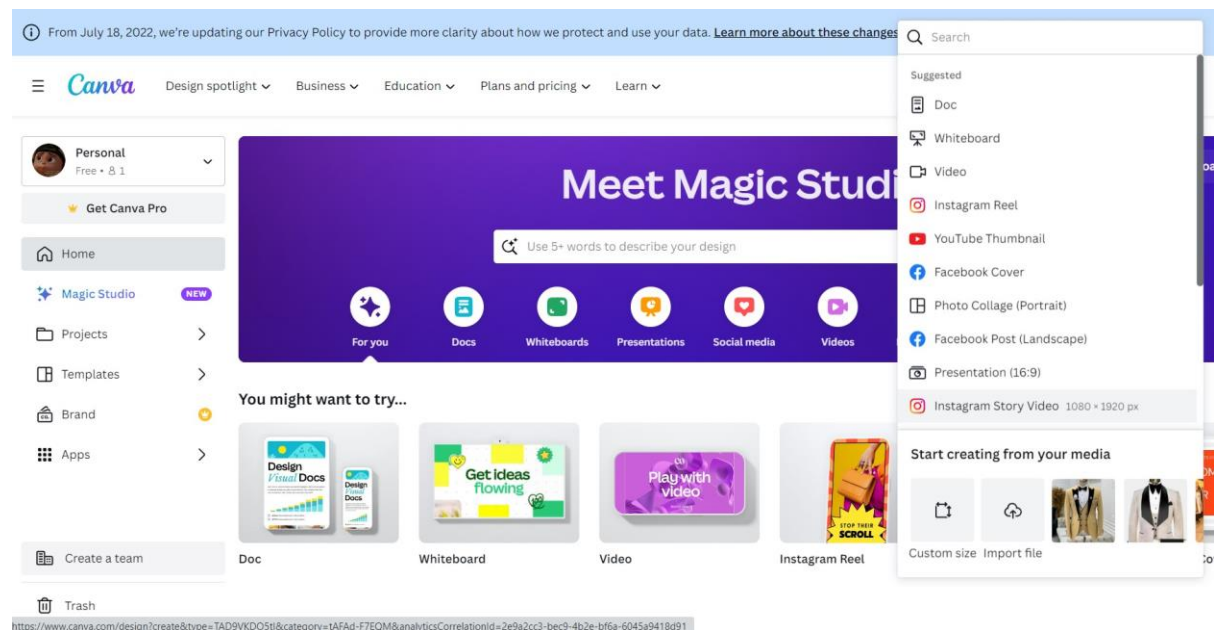 From July 18, 2022, we're updating our Privacy Policy to provide more clarity about how we protect and use your data. Learn more about these changes
Canva
Design spotlight
Business
Education
Plans and pricing
Learn
Personal
Free • 1
Get Canva Pro
Home
Magic Studio NEW
Projects
Templates
Brand
Apps
Create a team
Trash
Meet Magic Studi
Use 5+ words to describe your design
For you
Docs
Whiteboards
Presentations
Social media
Videos
You might want to try...
Design
Visual Docs
Design
Visual
Docs
Doc
Get ideas
flowing
Whiteboard
Play with
video
Video
STOP THEIR
SCROLL
Instagram Reel
Search
Suggested
Doc
Whiteboard
Video
Instagram Reel
YouTube Thumbnail
Facebook Cover
Photo Collage (Portrait)
Facebook Post (Landscape)
Presentation (16:9)
Instagram Story Video 1080 × 1920 px
Start creating from your media
Custom size
Import file
https://www.canva.com/design?create&type=TAD9VKDO5tI&category=tAFAd-F7EQM&analyticsCorrelationId=2e9a2cc3-bec9-4b2e-bf6a-6045a9418d91